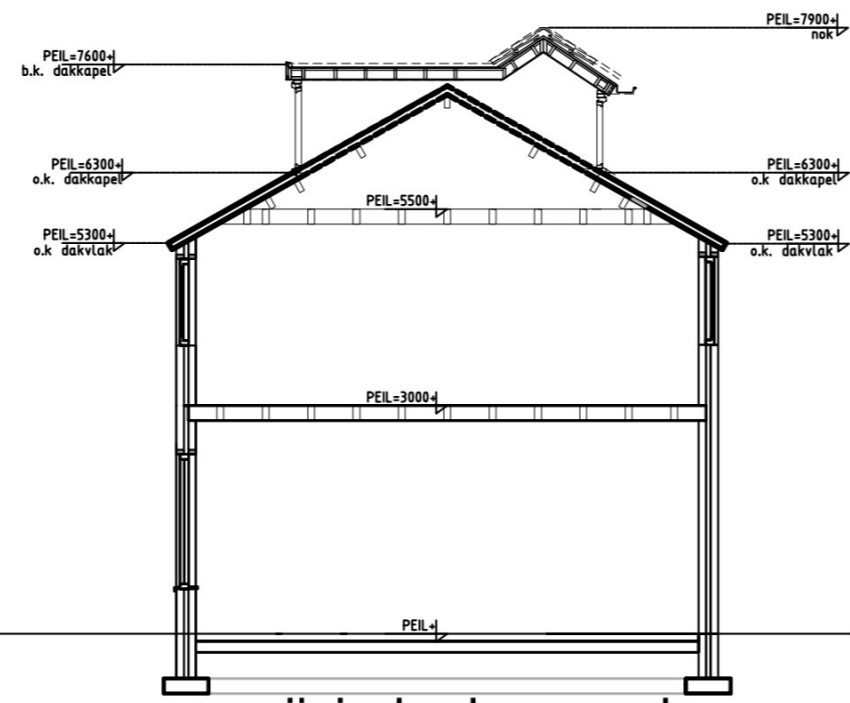 PEIL=7900+
nok
PEIL=7600+
b.k. dakkapel
PEIL=6300+
o.k. dakkapel
PEIL=6300+
o.k dakkapel
PEIL=5500+
PEIL=5300+
o.k dakvlak
PEIL=5300+
o.k. dakvlak
PEIL=3000+
PEIL+